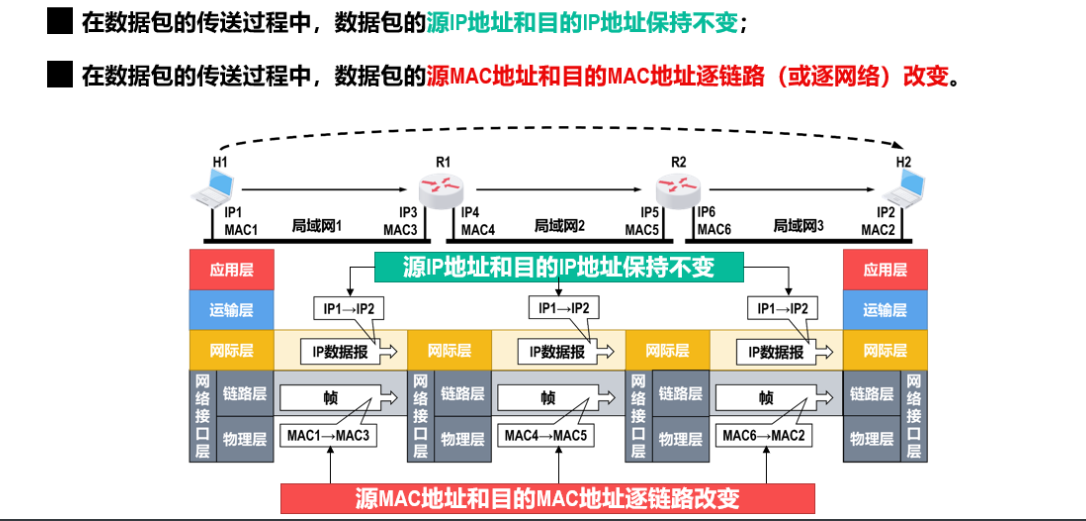 在数据包的传送过程中，数据包的源IP地址和目的IP地址保持不变；
在数据包的传送过程中，数据包的源MAC地址和目的MAC地址逐链路（或逐网络）改变。
H1 R1 R2 H2
IP1 IP3 IP4 IP5 IP6 IP2
MAC1 局域网1 MAC3 MAC4 局域网2 MAC5 MAC6 局域网3 MAC2
应用层 源IP地址和目的IP地址保持不变 应用层
运输层 IP1→IP2 IP1→IP2 IP1→IP2 运输层
网际层 IP数据报 网际层 IP数据报 网际层 IP数据报 网际层
网络接口层 链路层 帧 网络接口层 链路层 帧 网络接口层 链路层 帧 链路层 网络接口层
物理层 MAC1→MAC3 物理层 MAC4→MAC5 物理层 MAC6→MAC2 物理层
源MAC地址和目的MAC地址逐链路改变